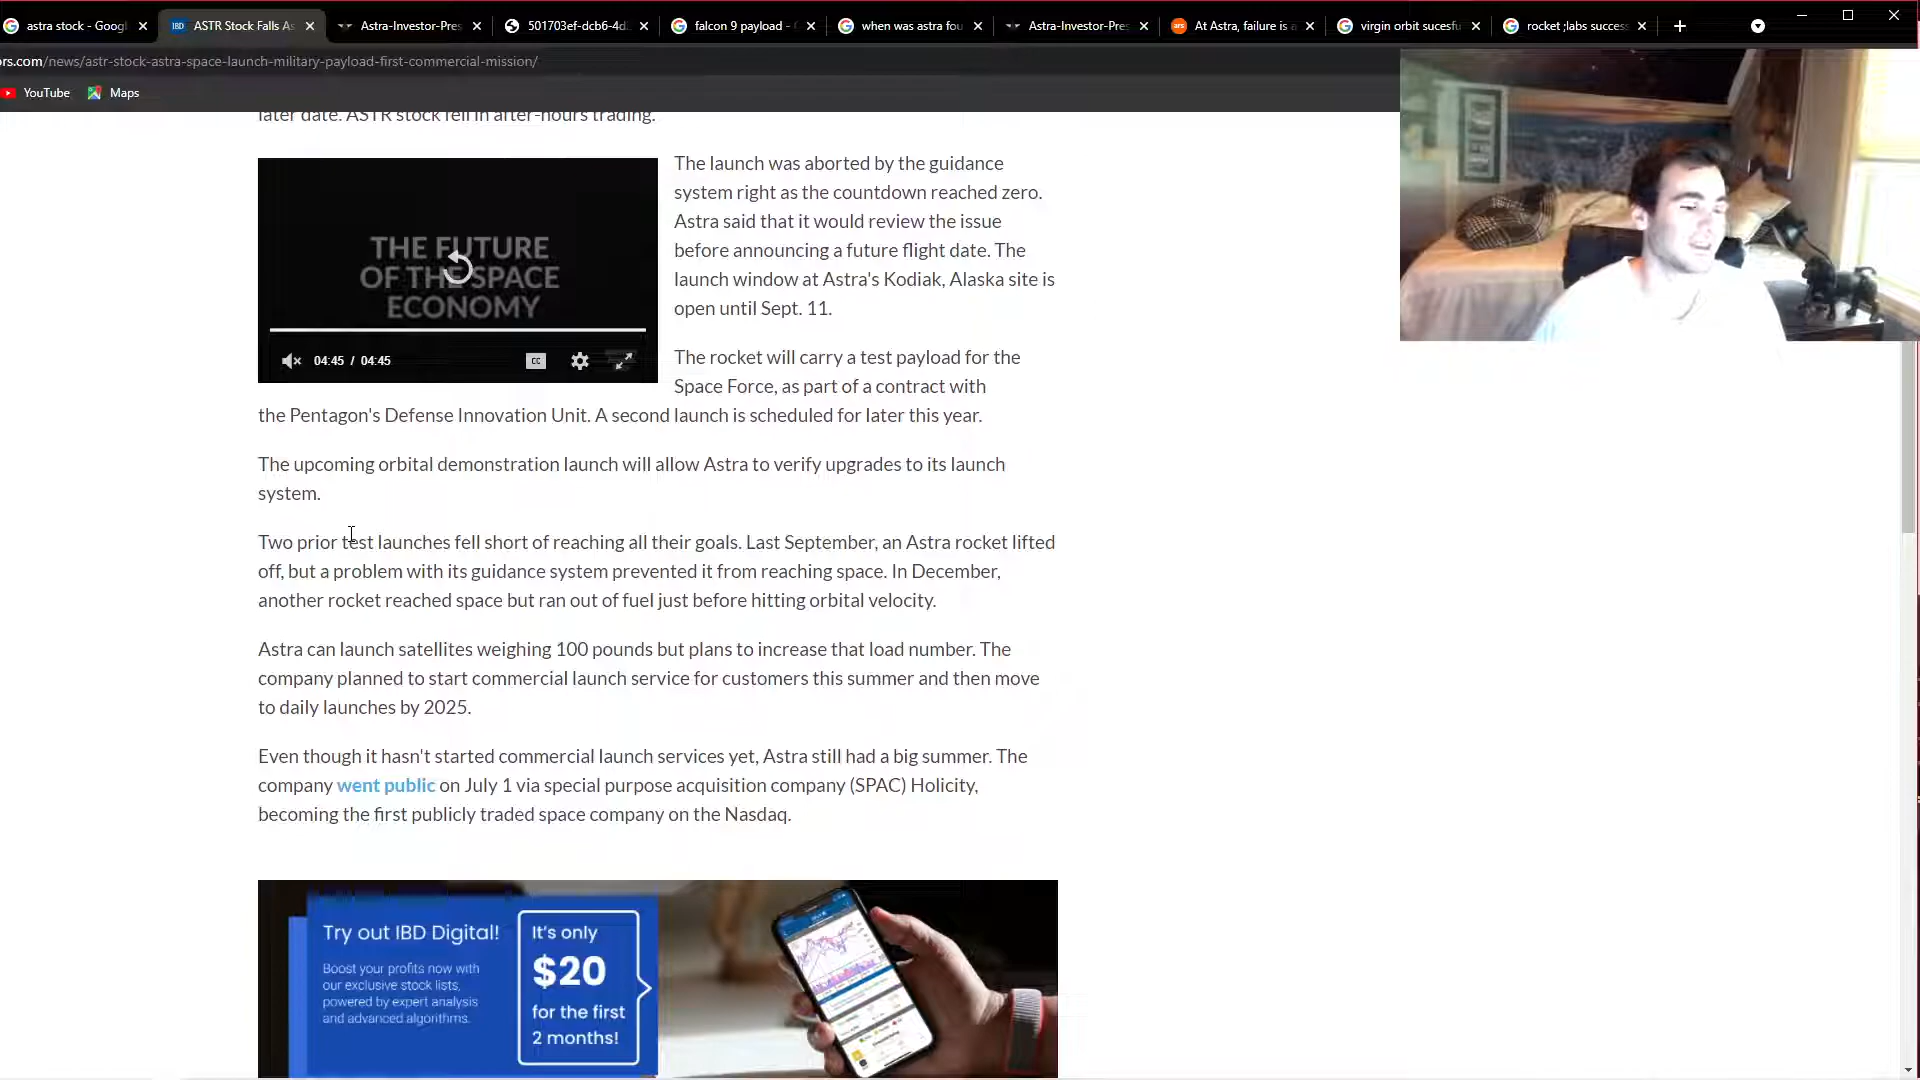 astra stock - Googl
IBD ASTR Stock Falls As
Astra-Investor-Pres
501703ef-dcb6-4d
falcon 9 payload -
when was astra fou
Astra-Investor-Pres
ars At Astra, failure is a
virgin orbit sucesfu
rocket ;labs success
ors.com/news/astr-stock-astra-space-launch-military-payload-first-commercial-mission/
YouTube
Maps
later date. ASTR stock fell in after-hours trading.
THE FUTURE
OF THE SPACE
ECONOMY
04:45 / 04:45
CC
The launch was aborted by the guidance
system right as the countdown reached zero.
Astra said that it would review the issue
before announcing a future flight date. The
launch window at Astra's Kodiak, Alaska site is
open until Sept. 11.
The rocket will carry a test payload for the
Space Force, as part of a contract with
the Pentagon's Defense Innovation Unit. A second launch is scheduled for later this year.
The upcoming orbital demonstration launch will allow Astra to verify upgrades to its launch
system.
Two prior test launches fell short of reaching all their goals. Last September, an Astra rocket lifted
off, but a problem with its guidance system prevented it from reaching space. In December,
another rocket reached space but ran out of fuel just before hitting orbital velocity.
Astra can launch satellites weighing 100 pounds but plans to increase that load number. The
company planned to start commercial launch service for customers this summer and then move
to daily launches by 2025.
Even though it hasn't started commercial launch services yet, Astra still had a big summer. The
company went public on July 1 via special purpose acquisition company (SPAC) Holicity,
becoming the first publicly traded space company on the Nasdaq.
Try out IBD Digital!
Boost your profits now with
our exclusive stock lists,
powered by expert analysis
and advanced algorithms.
It's only
$20
for the first
2 months!